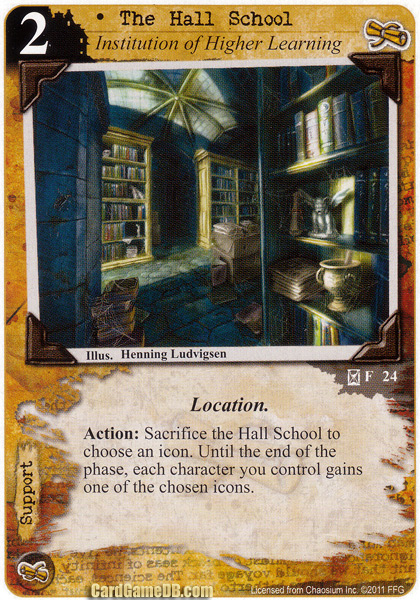 2
• The Hall School
Institution of Higher Learning
Illus. Henning Ludvigsen
F 24
Location.
Action: Sacrifice the Hall School to
choose an icon. Until the end of the
phase, each character you control gains
one of the chosen icons.
Support
CardGameDB.com
Licensed from Chaosium Inc. ©2011 FFG